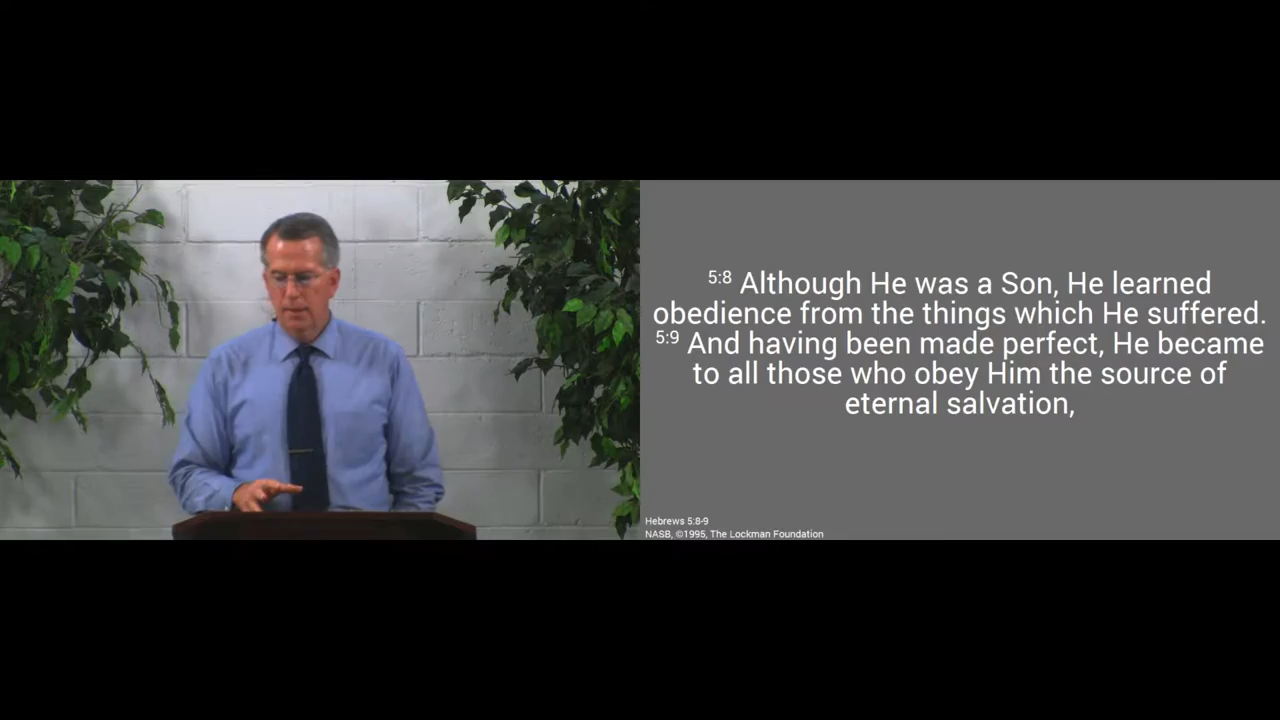 5:8 Although He was a Son, He learned
obedience from the things which He suffered.
5:9 And having been made perfect, He became
to all those who obey Him the source of
eternal salvation,
Hebrews 5:8-9
NASB, ©1995, The Lockman Foundation